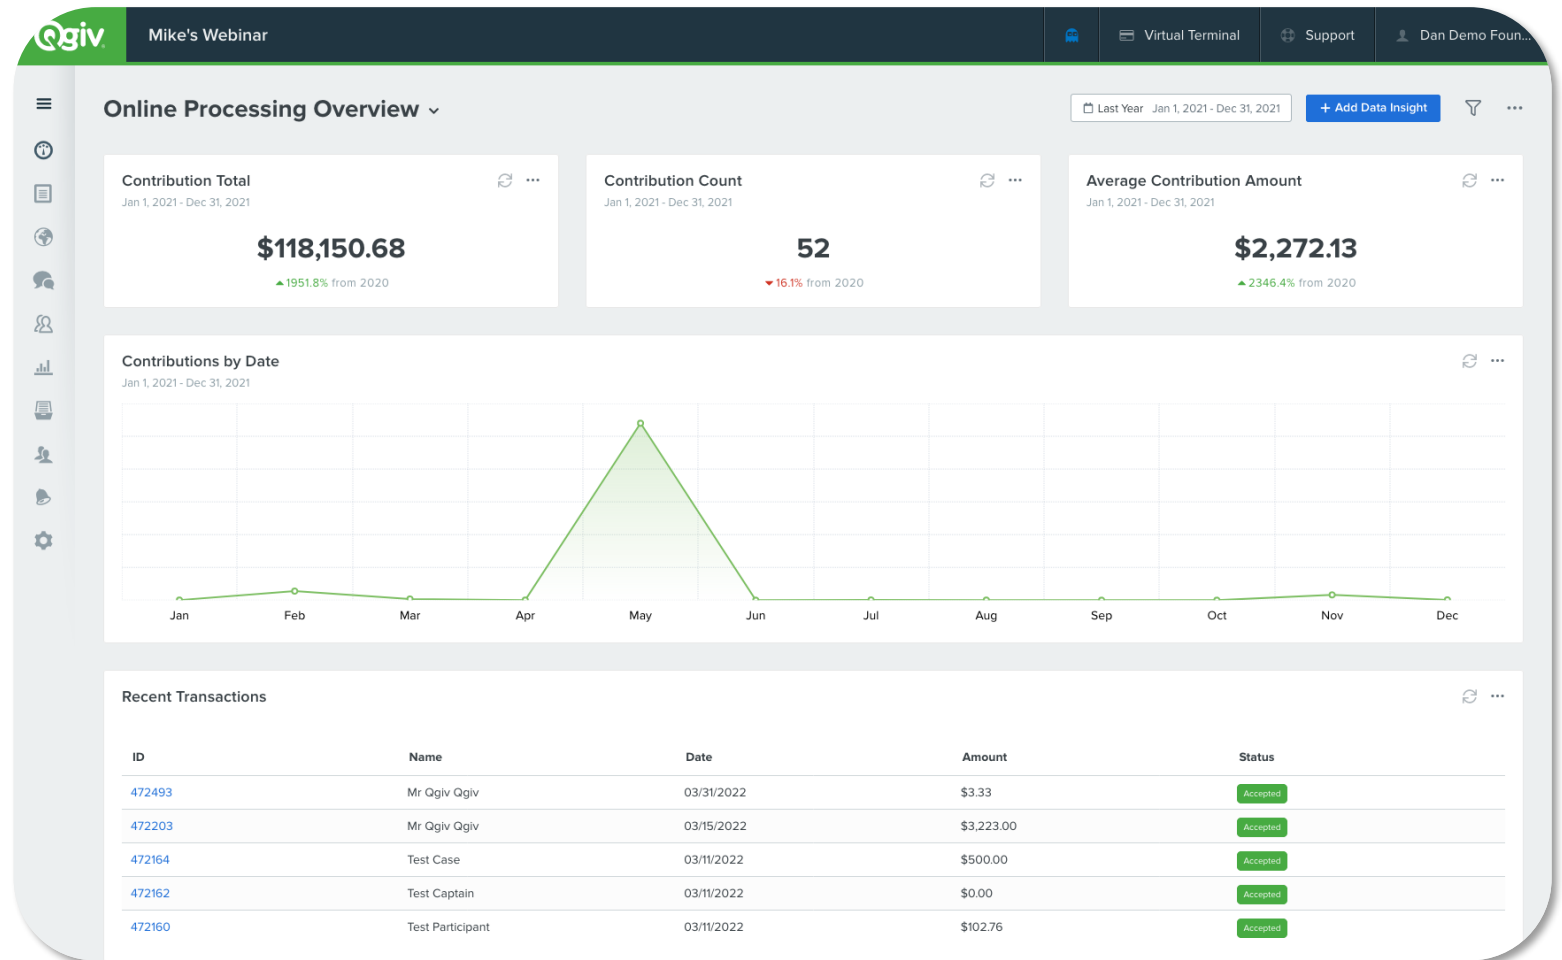 Qgiv
Mike's Webinar
Virtual Terminal
Support
Dan Demo Foun...
Online Processing Overview
Last Year Jan 1, 2021 - Dec 31, 2021
+ Add Data Insight
Contribution Total
Jan 1, 2021 - Dec 31, 2021
$118,150.68
1951.8% from 2020
Contribution Count
Jan 1, 2021 - Dec 31, 2021
52
16.1% from 2020
Average Contribution Amount
Jan 1, 2021 - Dec 31, 2021
$2,272.13
2346.4% from 2020
Contributions by Date
Jan 1, 2021 - Dec 31, 2021
Jan Feb Mar Apr May Jun Jul Aug Sep Oct Nov Dec
Recent Transactions
ID Name Date Amount Status
472493 Mr Qgiv Qgiv 03/31/2022 $3.33 Accepted
472203 Mr Qgiv Qgiv 03/15/2022 $3,223.00 Accepted
472164 Test Case 03/11/2022 $500.00 Accepted
472162 Test Captain 03/11/2022 $0.00 Accepted
472160 Test Participant 03/11/2022 $102.76 Accepted